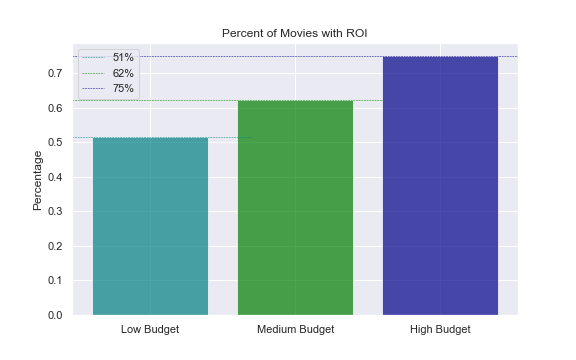 Percent of Movies with ROI
51%
62%
75%
Percentage
0.7
0.6
0.5
0.4
0.3
0.2
0.1
0.0
Low Budget
Medium Budget
High Budget